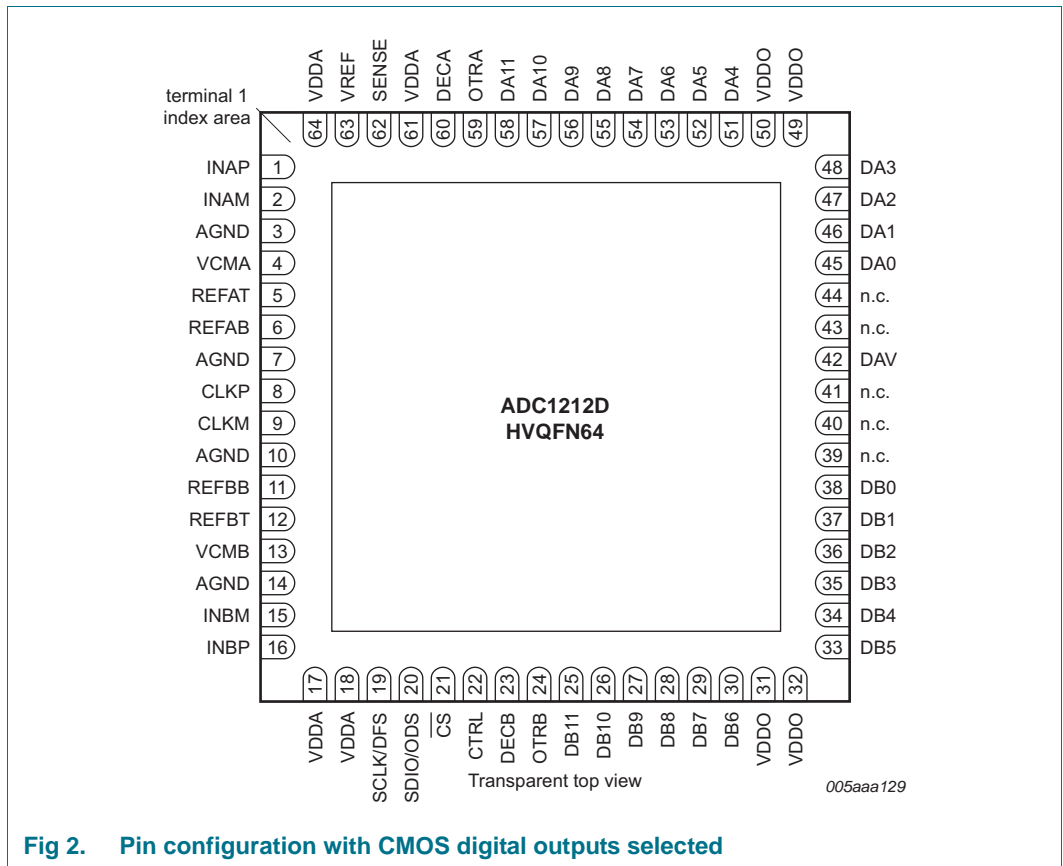 VDDA
VREF
SENSE
VDDA
DECA
OTRA
DA11
DA10
DA9
DA8
DA7
DA6
DA5
DA4
VDDO
VDDO
terminal 1
index area
64 63 62 61 60 59 58 57 56 55 54 53 52 51 50 49
INAP 1
INAM 2
AGND 3
VCMA 4
REFAT 5
REFAB 6
AGND 7
CLKP 8
CLKM 9
AGND 10
REFBB 11
REFBT 12
VCMB 13
AGND 14
INBM 15
INBP 16
ADC1212D
HVQFN64
48 DA3
47 DA2
46 DA1
45 DA0
44 n.c.
43 n.c.
42 DAV
41 n.c.
40 n.c.
39 n.c.
38 DB0
37 DB1
36 DB2
35 DB3
34 DB4
33 DB5
17 18 19 20 21 22 23 24 25 26 27 28 29 30 31 32
VDDA
VDDA
SCLK/DFS
SDIO/ODS
CS
CTRL
DECB
OTRB
DB11
DB10
DB9
DB8
DB7
DB6
VDDO
VDDO
Transparent top view
005aaa129
Fig 2. Pin configuration with CMOS digital outputs selected